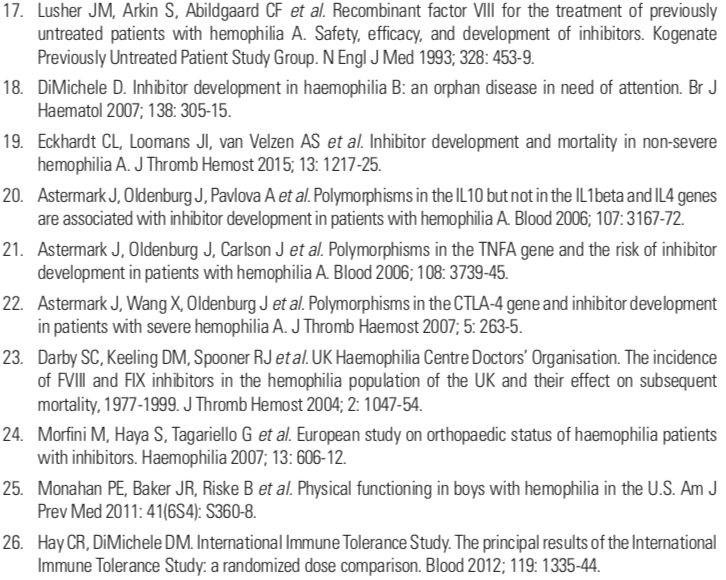 17. Lusher JM, Arkin S, Abildgaard CF et al. Recombinant factor VIII for the treatment of previously
untreated patients with hemophilia A. Safety, efficacy, and development of inhibitors. Kogenate
Previously Untreated Patient Study Group. N Engl J Med 1993; 328: 453-9.
18. DiMichele D. Inhibitor development in haemophilia B: an orphan disease in need of attention. Br J
Haematol 2007; 138: 305-15.
19. Eckhardt CL, Loomans JI, van Velzen AS et al. Inhibitor development and mortality in non-severe
hemophilia A. J Thromb Hemost 2015; 13: 1217-25.
20. Astermark J, Oldenburg J, Pavlova A et al. Polymorphisms in the IL10 but not in the IL1beta and IL4 genes
are associated with inhibitor development in patients with hemophilia A. Blood 2006; 107: 3167-72.
21. Astermark J, Oldenburg J, Carlson J et al. Polymorphisms in the TNFA gene and the risk of inhibitor
development in patients with hemophilia A. Blood 2006; 108: 3739-45.
22. Astermark J, Wang X, Oldenburg J et al. Polymorphisms in the CTLA-4 gene and inhibitor development
in patients with severe hemophilia A. J Thromb Haemost 2007; 5: 263-5.
23. Darby SC, Keeling DM, Spooner RJ et al. UK Haemophilia Centre Doctors' Organisation. The incidence
of FVIII and FIX inhibitors in the hemophilia population of the UK and their effect on subsequent
mortality, 1977-1999. J Thromb Hemost 2004; 2: 1047-54.
24. Morfini M, Haya S, Tagariello G et al. European study on orthopaedic status of haemophilia patients
with inhibitors. Haemophilia 2007; 13: 606-12.
25. Monahan PE, Baker JR, Riske B et al. Physical functioning in boys with hemophilia in the U.S. Am J
Prev Med 2011: 41(6S4): S360-8.
26. Hay CR, DiMichele DM. International Immune Tolerance Study. The principal results of the International
Immune Tolerance Study: a randomized dose comparison. Blood 2012; 119: 1335-44.